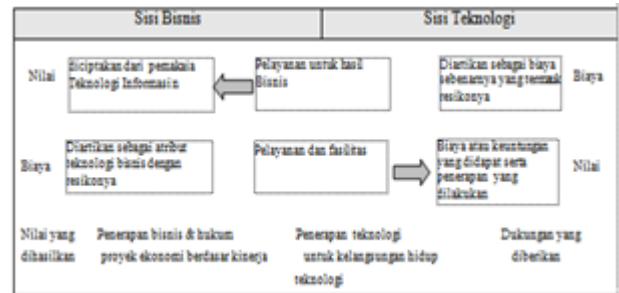 Sisi Bisnis
Sisi Teknologi
Nilai
diciptakan dari pemakaia
Teknologi Informasin
Pelayanan untuk hasil
Bisnis
Diartikan sebagai biaya
sebenarnya yang termask
resikonya
Biaya
Biaya
Diartikan sebagai atribut
teknologi bisnis dengan
resikonya
Pelayanan dan fasilitas
Biaya atau keuntungan
yang didapat serta
penerapan yang
dilakukan
Nilai
Nilai yang
dihasilkan
Penerapan bisnis & hukum
proyek ekonomi berdasar kinerja
Penerapan teknologi
untuk kelangsungan hidup
teknologi
Dukungan yang
diberikan